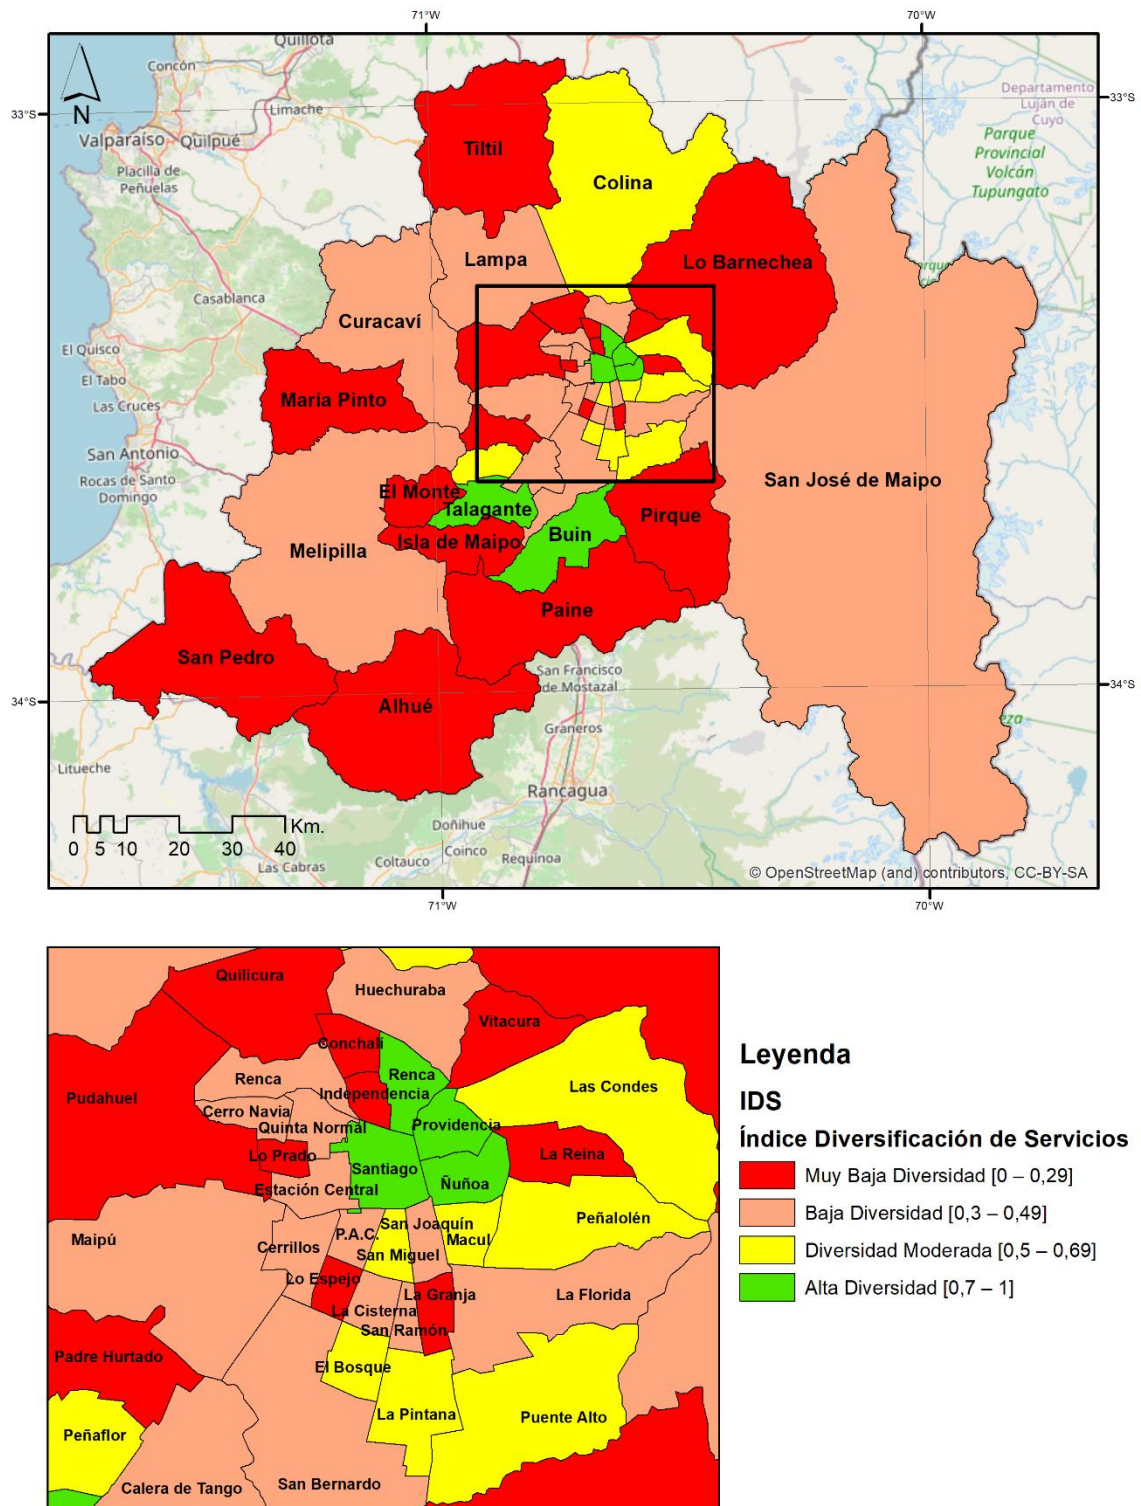 71°W
70°W
Quillota
Concón
Departamento
Luján de
Cuyo
33°S
Limache
33°S
N
Parque
Provincial
Volcán
Tupungato
Valparaíso
Quilpué
Tiltil
Placilla de
Peñuelas
Colina
Lampa
Lo Barnechea
Casablanca
Curacaví
El Quisco
El Tabo
María Pinto
Las Cruces
San Antonio
Rocas de Santo
Domingo
San José de Maipo
El Monte
Talagante
Pirque
Buin
Isla de Maipo
Melipilla
Paine
San Pedro
San Francisco
de Mostazal
34°S
34°S
Alhué
Graneros
Litueche
Rancagua
Km.
0 5 10 20 30 40
Doñihue
Coinco
Coltauco
Requinoa
Las Cabras
© OpenStreetMap (and) contributors, CC-BY-SA
71°W
70°W
Quilicura
Huechuraba
Vitacura
Conchalí
Renca
Renca
Las Condes
Independencia
Pudahuel
Cerro Navia
Providencia
Quinta Normal
Lo Prado
La Reina
Santiago
Ñuñoa
Estación Central
San Joaquín
Peñalolén
P.A.C.
Macul
Maipú
Cerrillos
San Miguel
Lo Espejo
La Granja
La Florida
La Cisterna
San Ramón
Padre Hurtado
El Bosque
La Pintana
Puente Alto
Peñaflor
Calera de Tango
San Bernardo
Leyenda
IDS
Índice Diversificación de Servicios
Muy Baja Diversidad [0 – 0,29]
Baja Diversidad [0,3 – 0,49]
Diversidad Moderada [0,5 – 0,69]
Alta Diversidad [0,7 – 1]